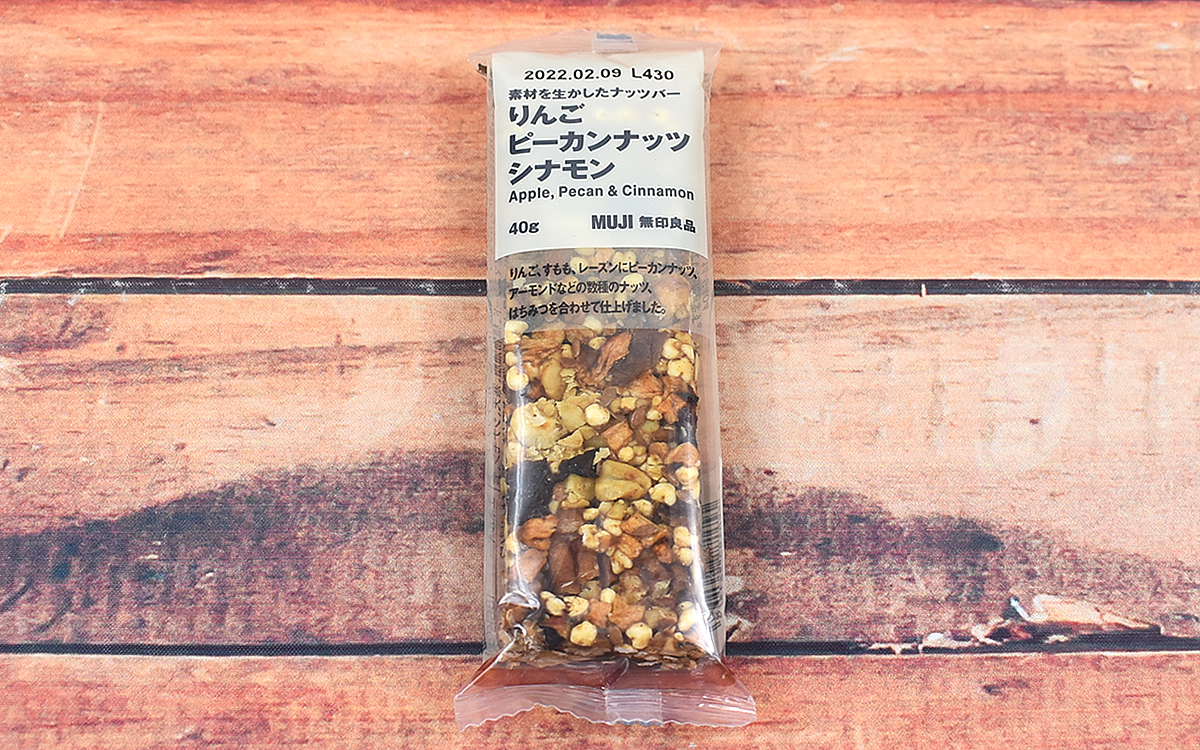 2022.02.09 L430
素材を生かしたナッツバー
りんご
ピーカンナッツ
シナモン
Apple, Pecan & Cinnamon
40g MUJI 無印良品
りんご、すもも、レーズンにピーカンナッツ、
アーモンドなどの数種のナッツ、
はちみつを合わせて仕上げました。